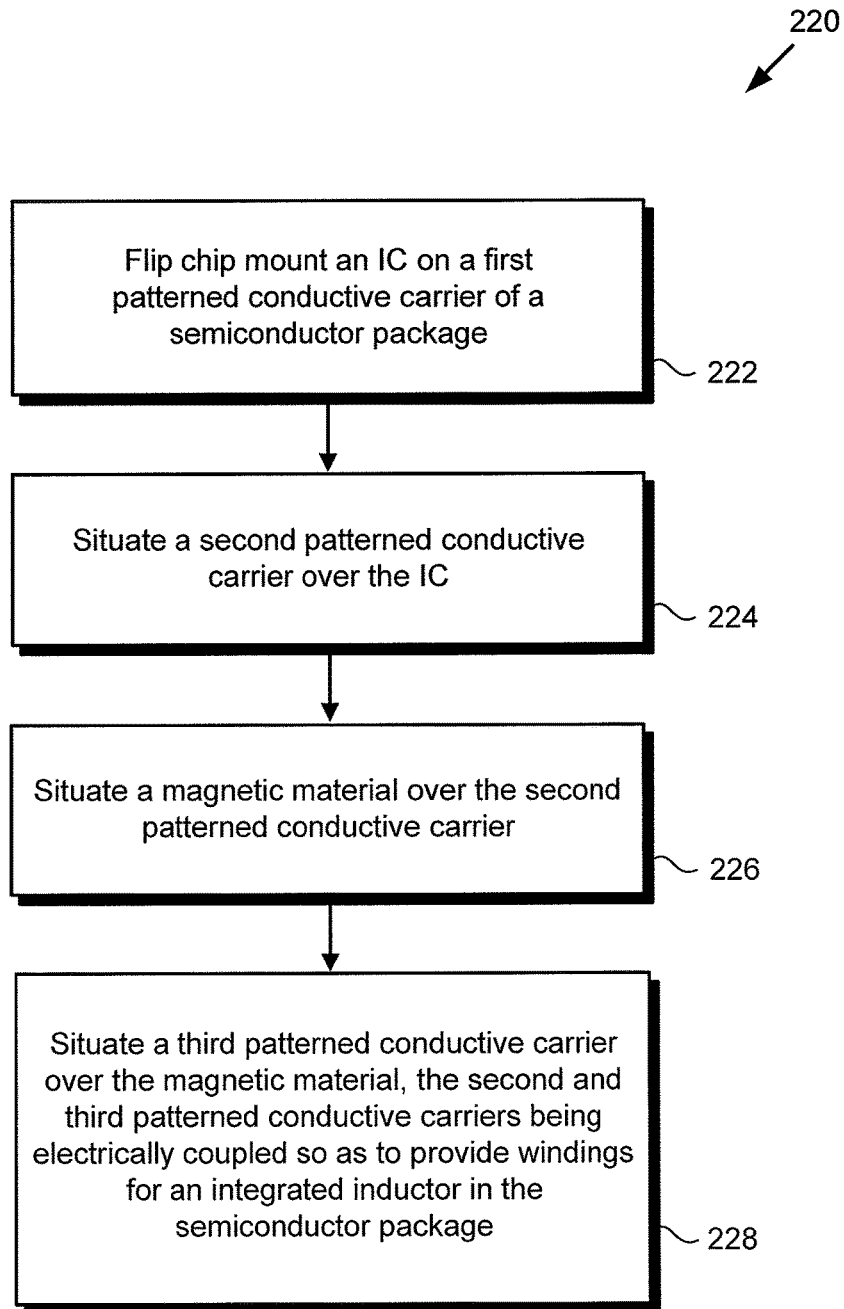 220
Flip chip mount an IC on a first
patterned conductive carrier of a
semiconductor package
222
Situate a second patterned conductive
carrier over the IC
224
Situate a magnetic material over the second
patterned conductive carrier
226
Situate a third patterned conductive carrier
over the magnetic material, the second and
third patterned conductive carriers being
electrically coupled so as to provide windings
for an integrated inductor in the
semiconductor package
228